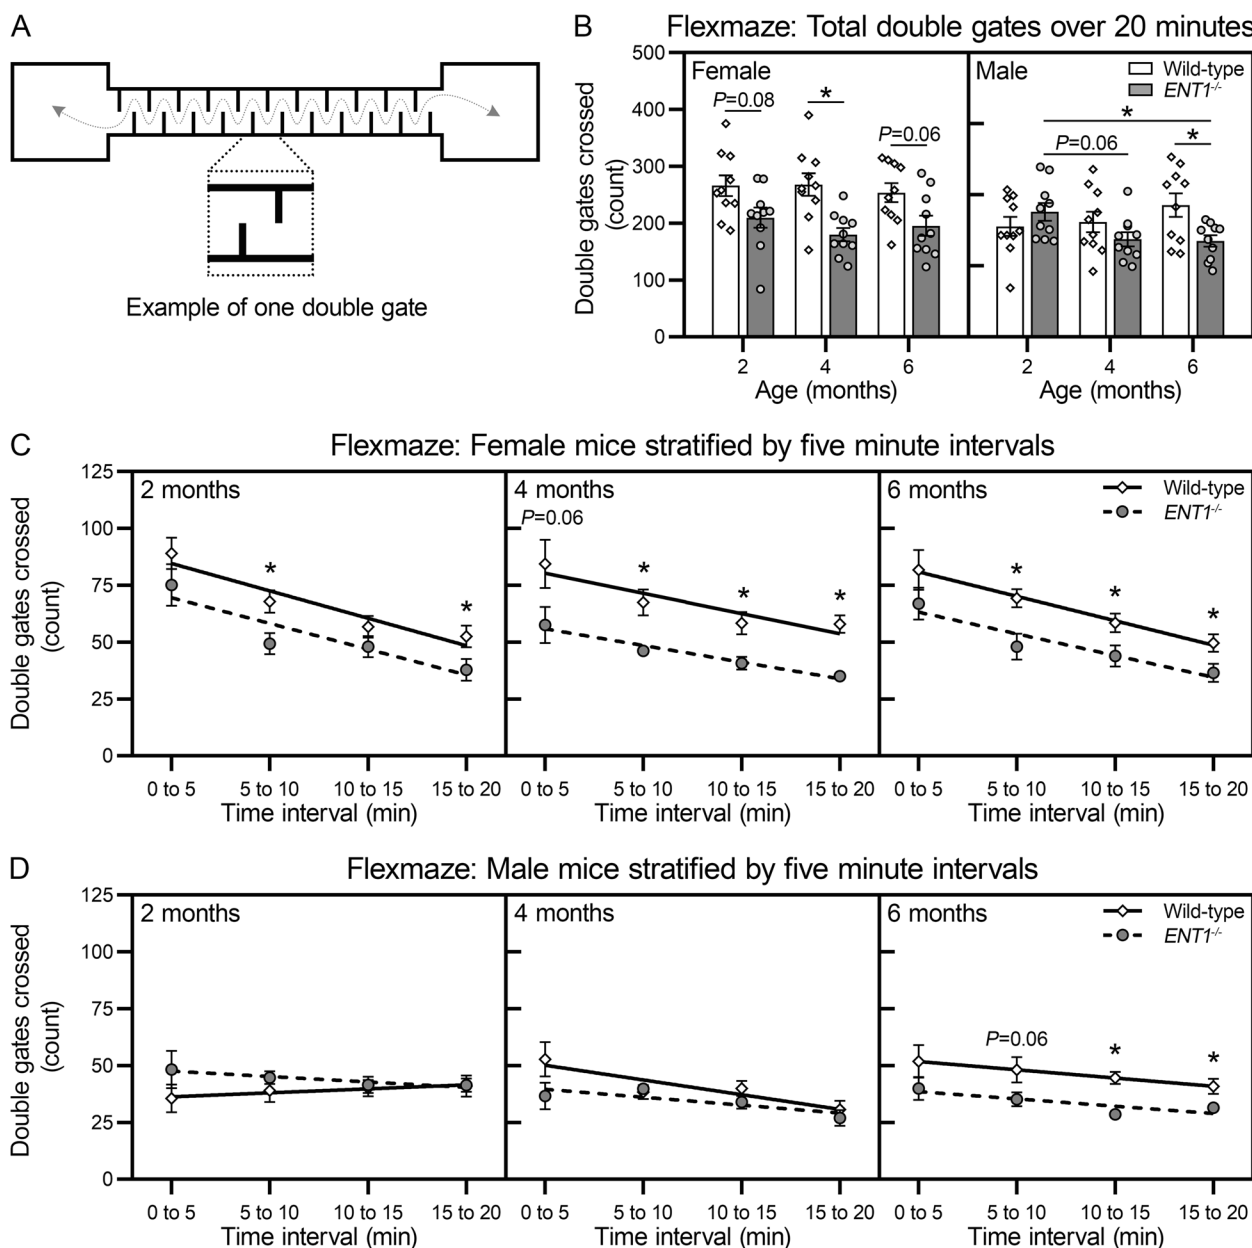 A
Example of one double gate
B
Flexmaze: Total double gates over 20 minutes
Double gates crossed
(count)
500
400
300
200
100
0
Female
P=0.08
*
P=0.06
2
4
6
Age (months)
Male
Wild-type
ENT1-/-
*
P=0.06
*
2
4
6
Age (months)
C
Flexmaze: Female mice stratified by five minute intervals
Double gates crossed
(count)
125
100
75
50
25
0
2 months
*
*
0 to 5
5 to 10
10 to 15
15 to 20
Time interval (min)
4 months
P=0.06
*
*
*
0 to 5
5 to 10
10 to 15
15 to 20
Time interval (min)
6 months
Wild-type
ENT1-/-
*
*
*
0 to 5
5 to 10
10 to 15
15 to 20
Time interval (min)
D
Flexmaze: Male mice stratified by five minute intervals
Double gates crossed
(count)
125
100
75
50
25
0
2 months
0 to 5
5 to 10
10 to 15
15 to 20
Time interval (min)
4 months
0 to 5
5 to 10
10 to 15
15 to 20
Time interval (min)
6 months
Wild-type
ENT1-/-
P=0.06
*
*
0 to 5
5 to 10
10 to 15
15 to 20
Time interval (min)